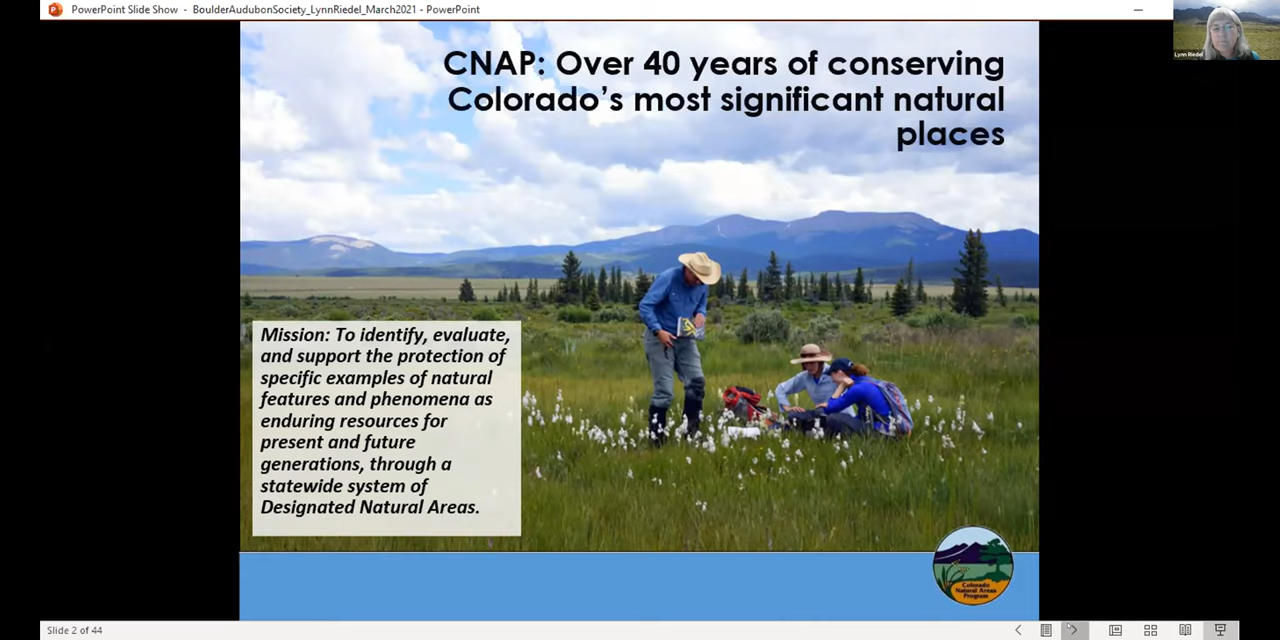 PowerPoint Slide Show - BoulderAudubonSociety_LynnRiedel_March2021 - PowerPoint
Lynn Riedel
CNAP: Over 40 years of conserving
Colorado’s most significant natural
places
Mission: To identify, evaluate,
and support the protection of
specific examples of natural
features and phenomena as
enduring resources for
present and future
generations, through a
statewide system of
Designated Natural Areas.
Colorado
Natural Areas
Program
Slide 2 of 44